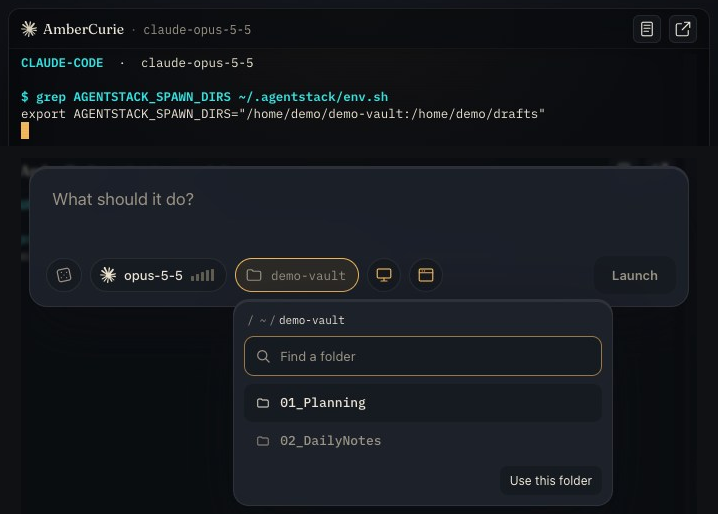 AmberCurie · claude-opus-5-5
CLAUDE-CODE · claude-opus-5-5
$ grep AGENTSTACK_SPAWN_DIRS ~/.agentstack/env.sh
export AGENTSTACK_SPAWN_DIRS="/home/demo/demo-vault:/home/demo/drafts"
What should it do?
opus-5-5 demo-vault Launch
/ ~/ demo-vault
Find a folder
01_Planning
02_DailyNotes
Use this folder